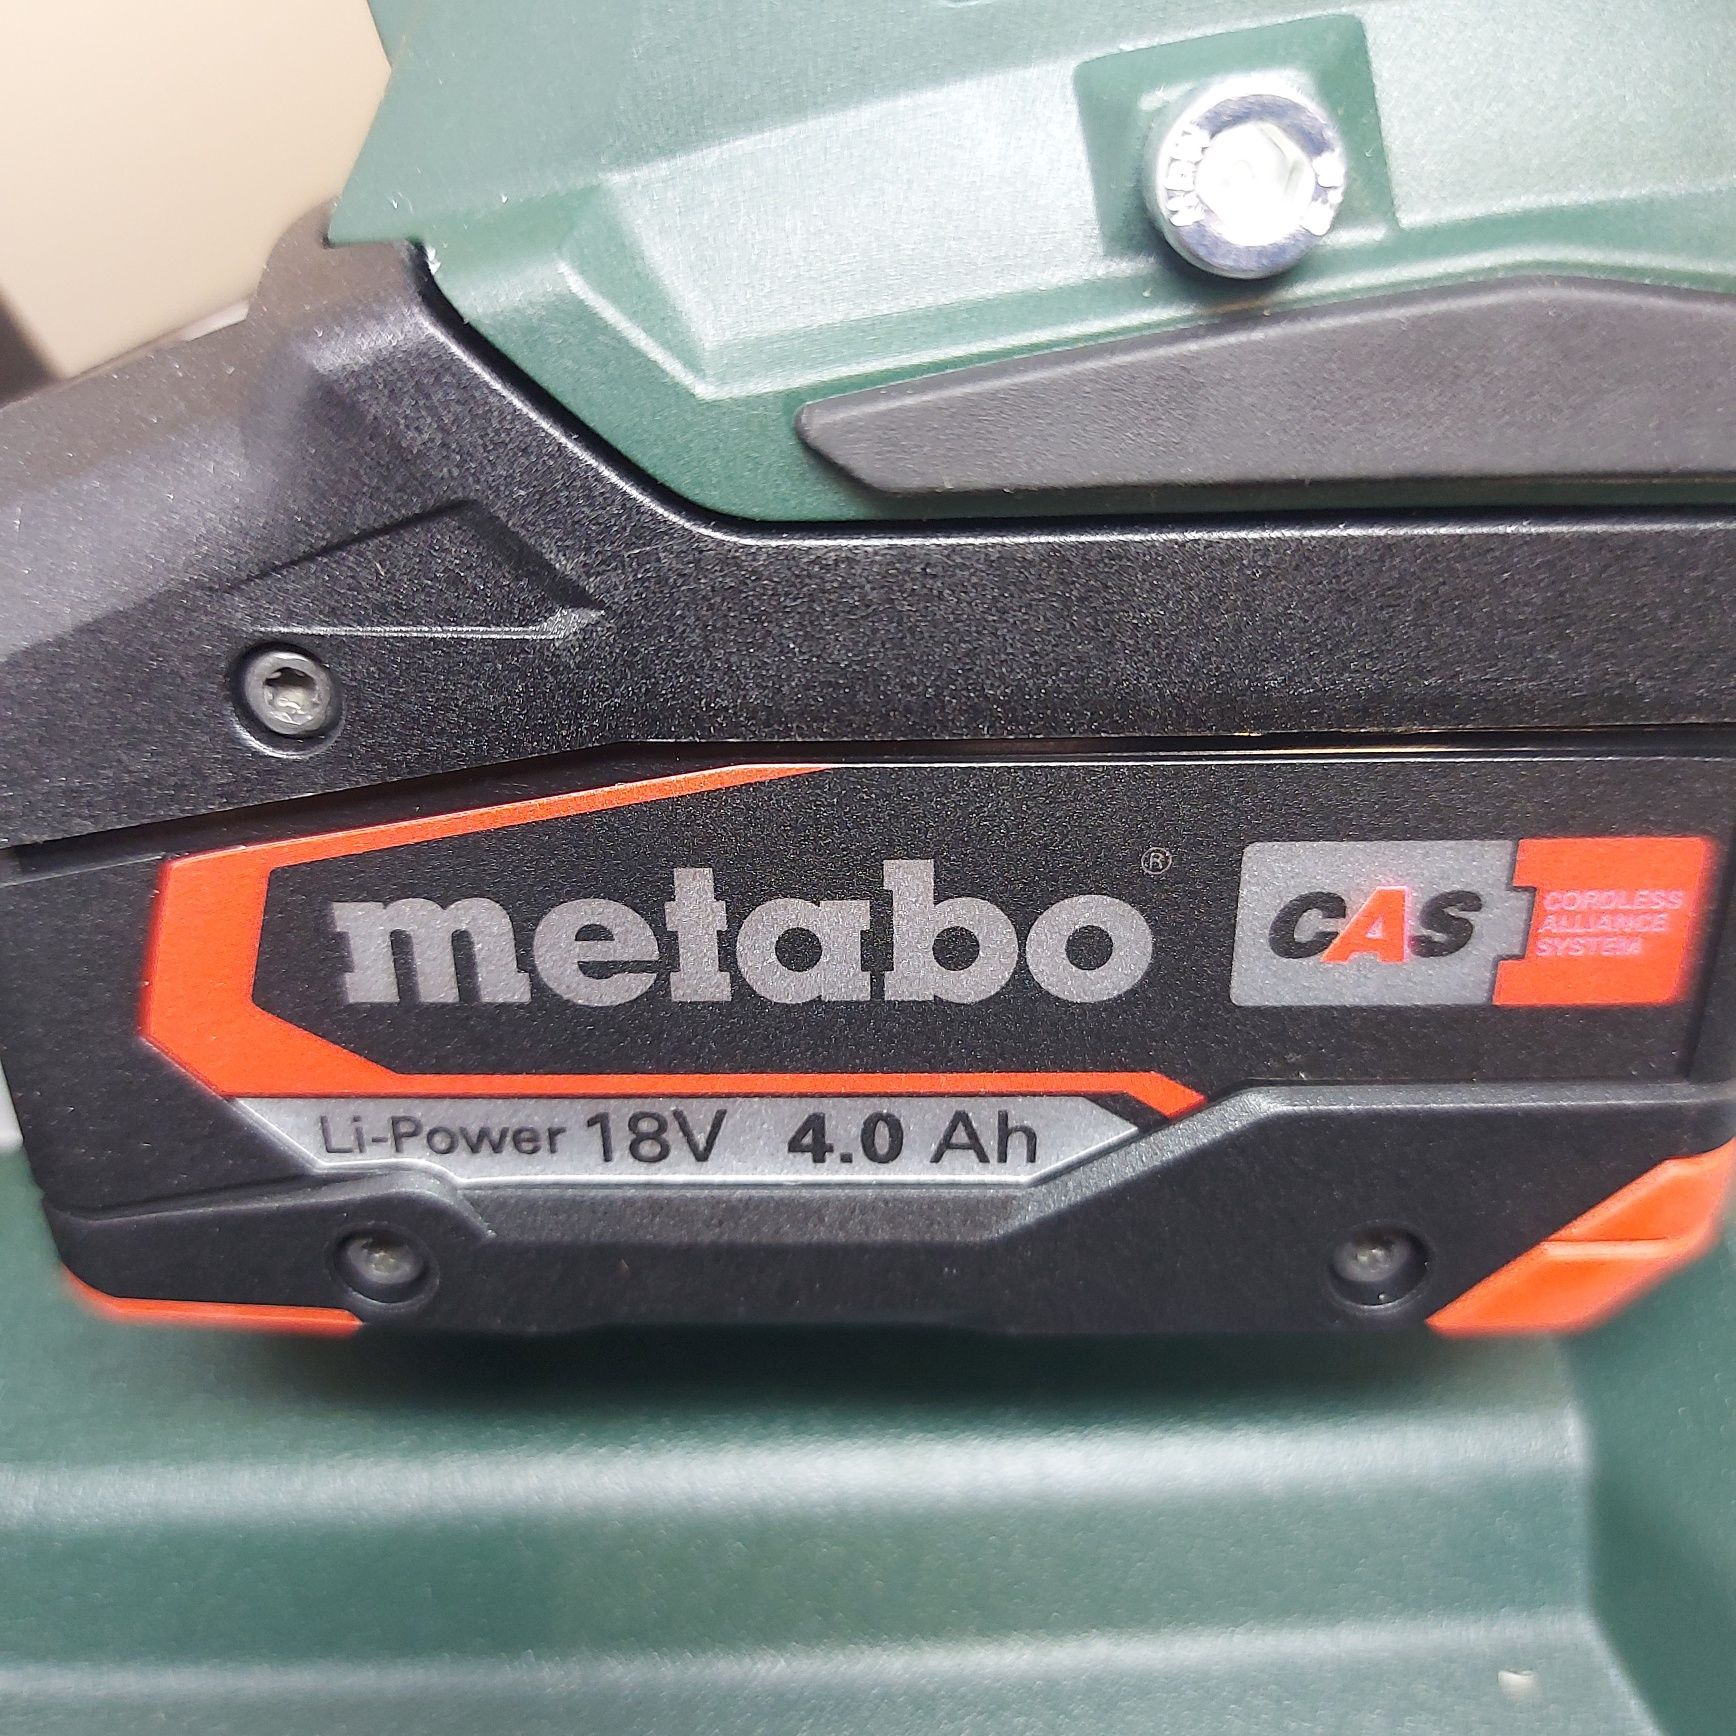 metabo®
CAS
CORDLESS
ALLIANCE
SYSTEM
Li-Power 18V 4.0 Ah